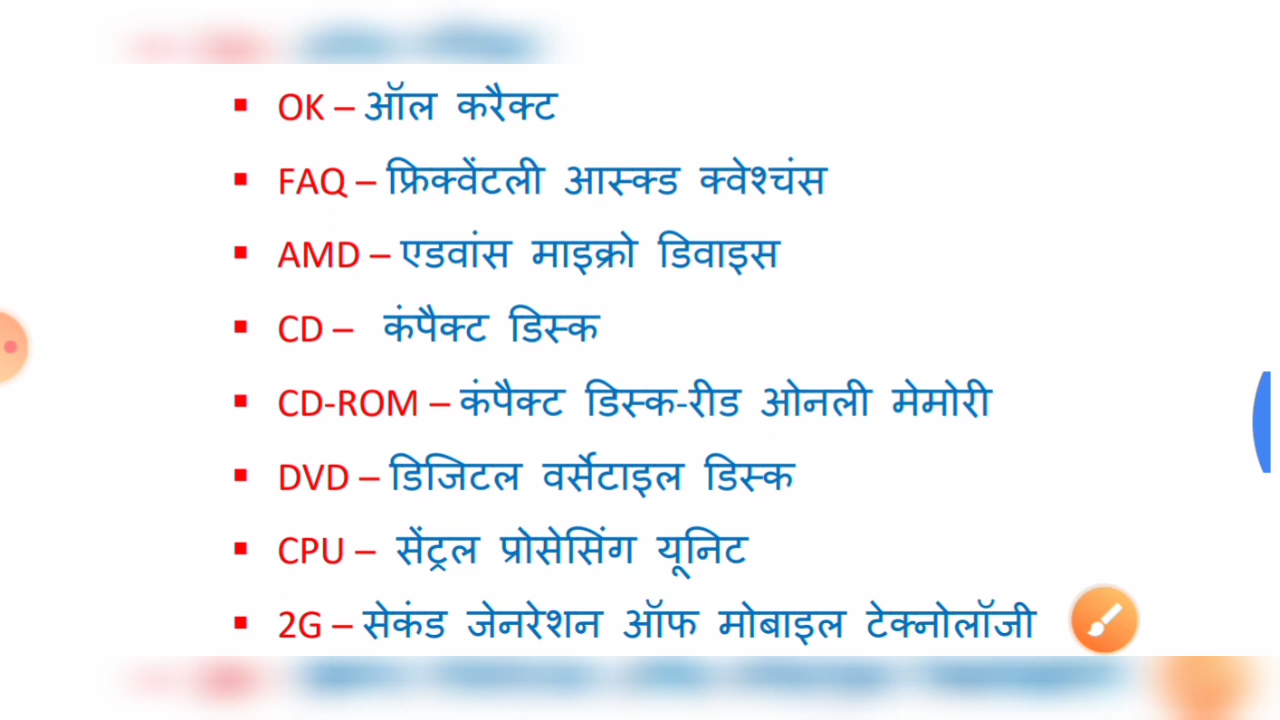 ▪ OK – ऑल करैक्ट
▪ FAQ – फ्रिक्वेंटली आस्क्ड क्वेश्चंस
▪ AMD – एडवांस माइक्रो डिवाइस
▪ CD – कंपैक्ट डिस्क
▪ CD-ROM – कंपैक्ट डिस्क-रीड ओनली मेमोरी
▪ DVD – डिजिटल वर्सेटाइल डिस्क
▪ CPU – सेंट्रल प्रोसेसिंग यूनिट
▪ 2G – सेकंड जेनरेशन ऑफ मोबाइल टेक्नोलॉजी